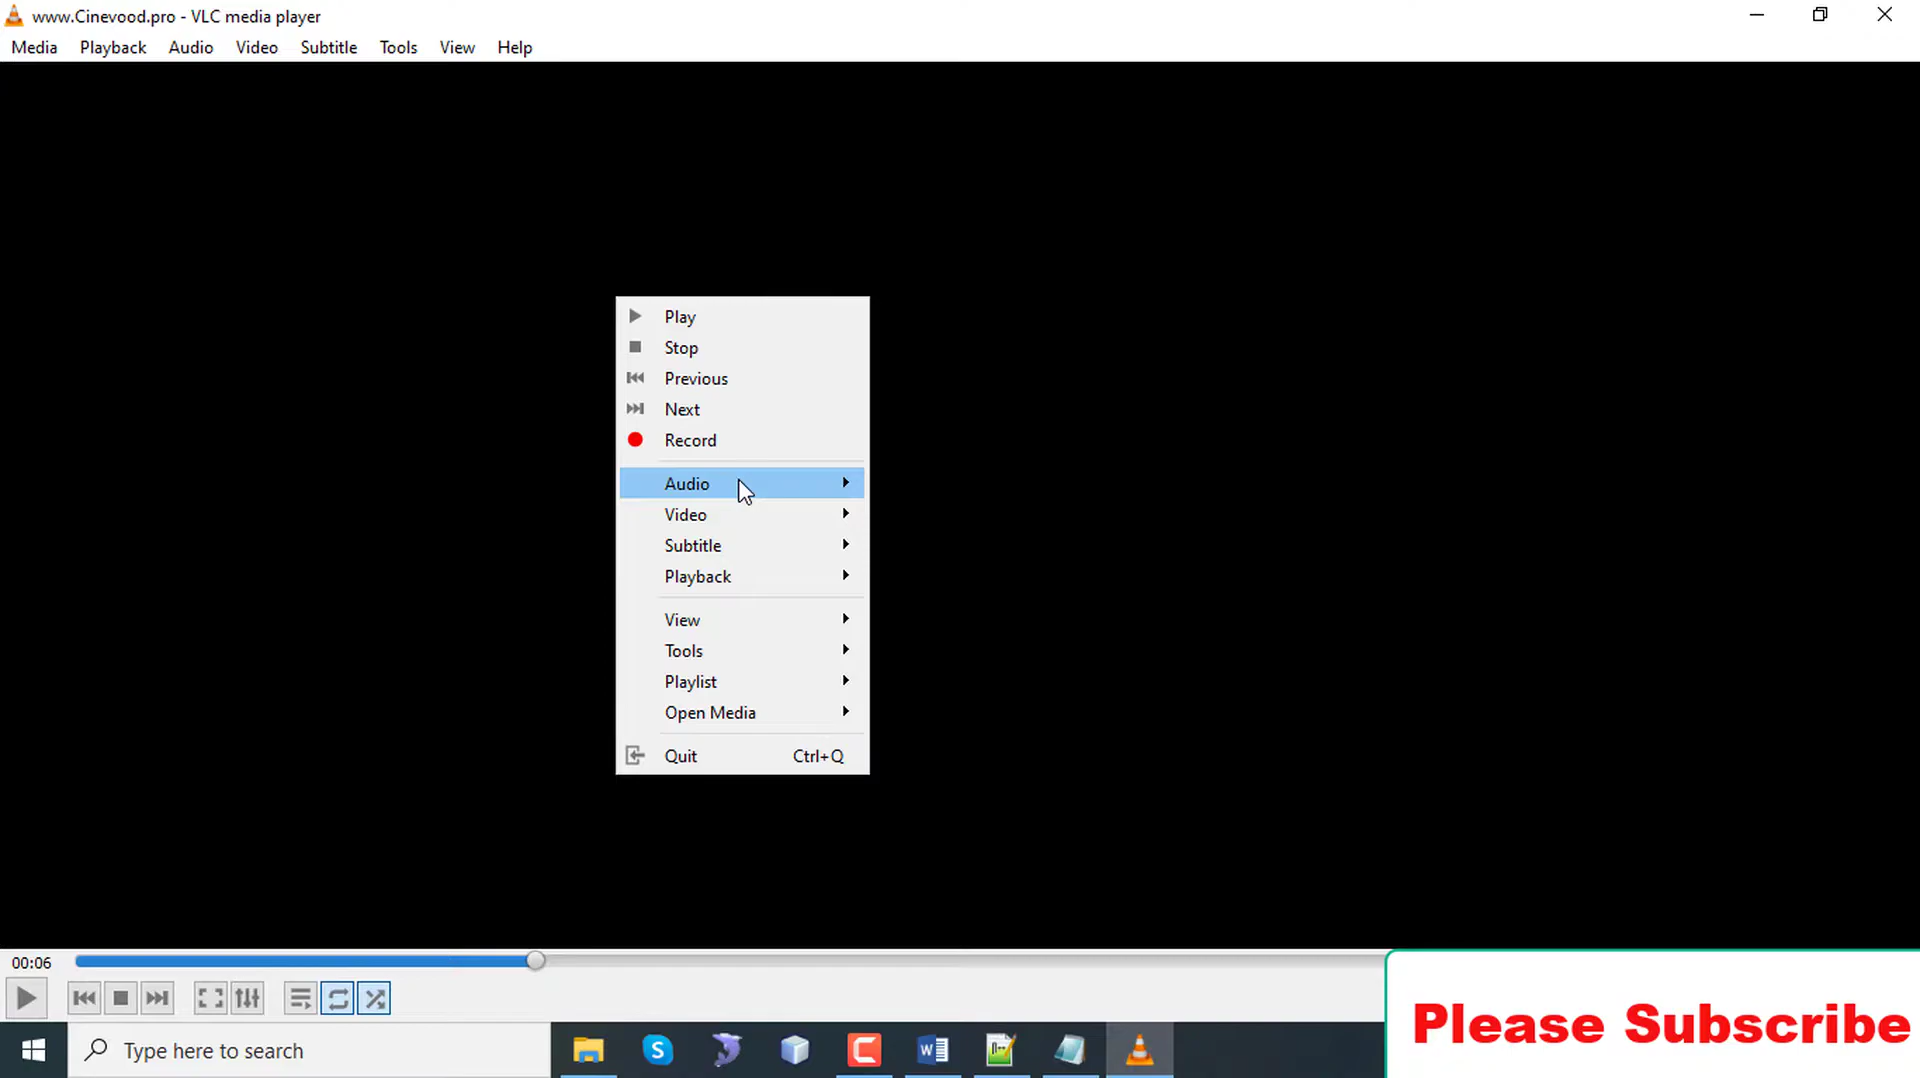 www.Cinevood.pro - VLC media player
Media Playback Audio Video Subtitle Tools View Help
Play
Stop
Previous
Next
Record
Audio
Video
Subtitle
Playback
View
Tools
Playlist
Open Media
Quit Ctrl+Q
00:06
Please Subscribe
Type here to search